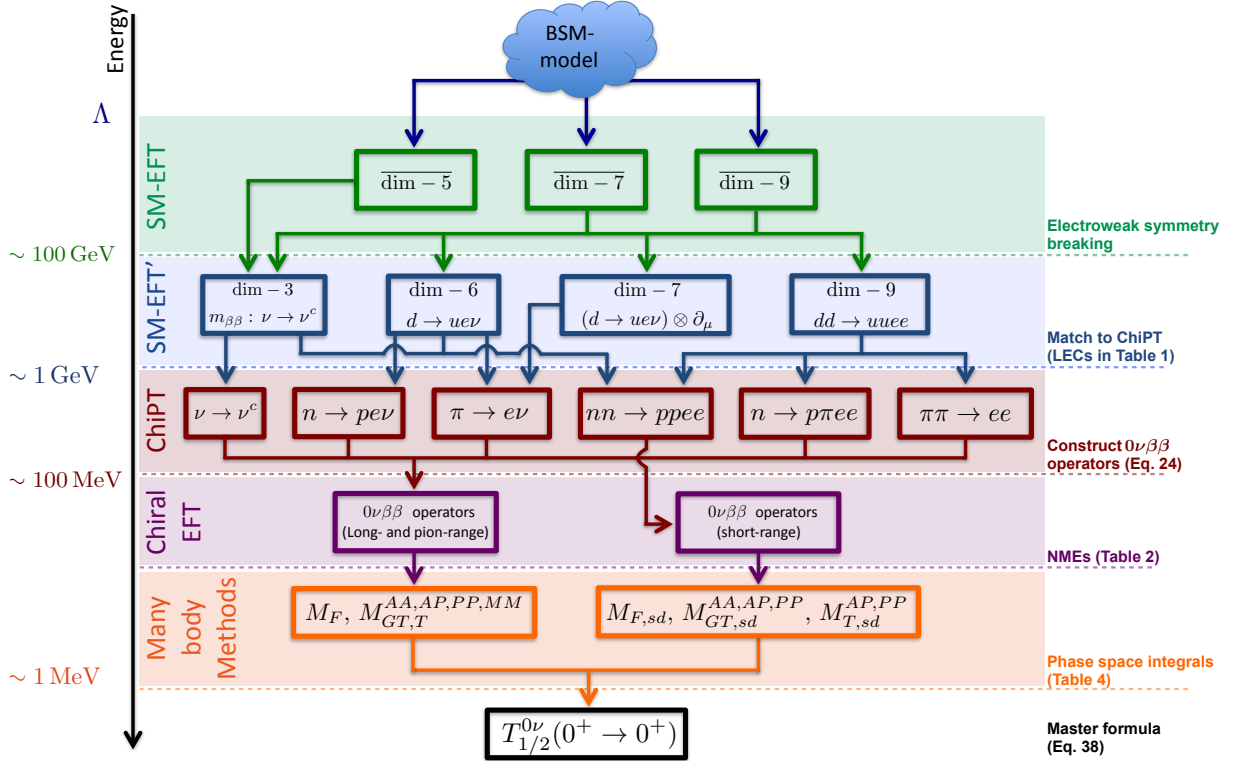 Energy
BSM-
model
Λ
SM-EFT
dim − 5
dim − 7
dim − 9
Electroweak symmetry
breaking
∼ 100 GeV
SM-EFT’
dim − 3
m_{ββ} : ν → ν^c
dim − 6
d → ueν
dim − 7
(d → ueν) ⊗ ∂_μ
dim − 9
dd → uuee
Match to ChiPT
(LECs in Table 1)
∼ 1 GeV
ChiPT
ν → ν^c
n → peν
π → eν
nn → ppee
n → pπee
ππ → ee
Construct 0νββ
operators (Eq. 24)
∼ 100 MeV
Chiral
EFT
0νββ operators
(Long- and pion-range)
0νββ operators
(short-range)
NMEs (Table 2)
Many
body
Methods
M_F, M_{GT,T}^{AA,AP,PP,MM}
M_{F,sd}, M_{GT,sd}^{AA,AP,PP}, M_{T,sd}^{AP,PP}
Phase space integrals
(Table 4)
∼ 1 MeV
T_{1/2}^{0ν}(0^+ → 0^+)
Master formula
(Eq. 38)